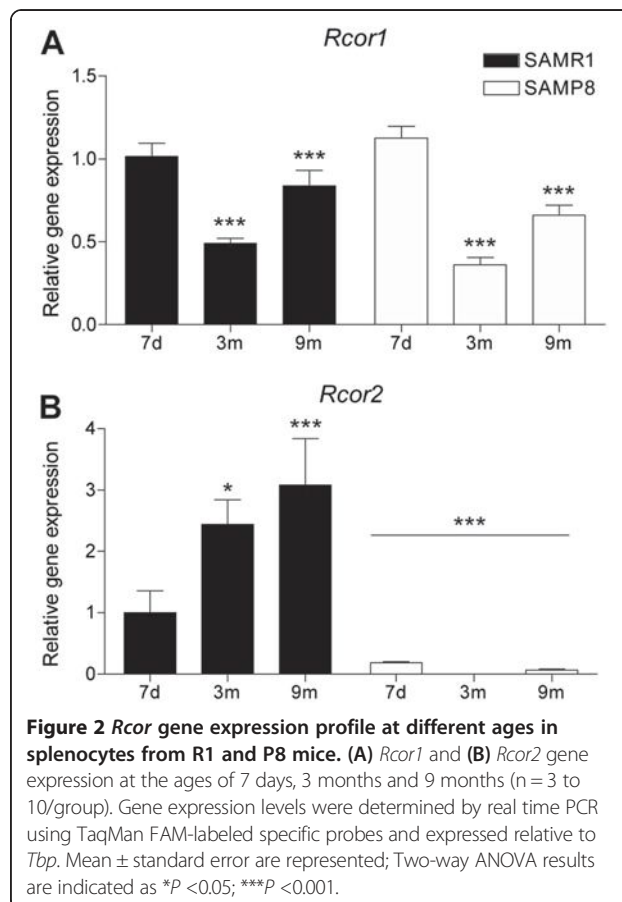 A
Rcor1
SAMR1
SAMP8
Relative gene expression
1.5
1.0
0.5
0.0
***
***
***
***
7d 3m 9m 7d 3m 9m
B
Rcor2
Relative gene expression
4
3
2
1
0
*
***
***
7d 3m 9m 7d 3m 9m
Figure 2 Rcor gene expression profile at different ages in
splenocytes from R1 and P8 mice. (A) Rcor1 and (B) Rcor2 gene
expression at the ages of 7 days, 3 months and 9 months (n = 3 to
10/group). Gene expression levels were determined by real time PCR
using TaqMan FAM-labeled specific probes and expressed relative to
Tbp. Mean ± standard error are represented; Two-way ANOVA results
are indicated as *P <0.05; ***P <0.001.